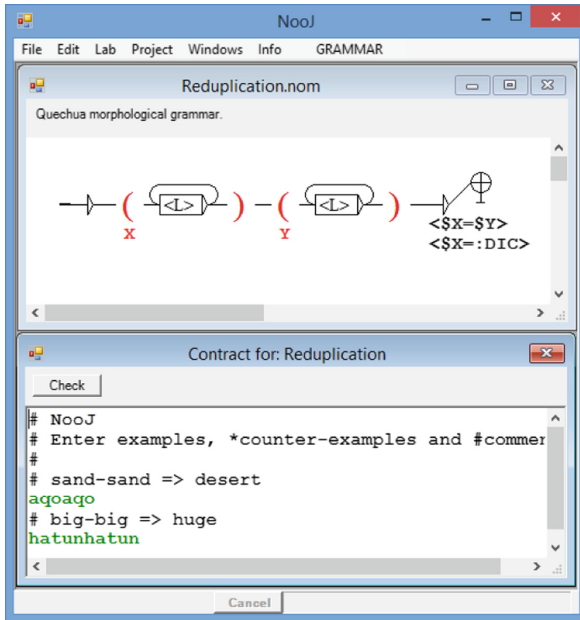 NooJ
File Edit Lab Project Windows Info GRAMMAR
Reduplication.nom
Quechua morphological grammar.
( <L> ) ( <L> )
X Y
<$X=$Y>
<$X=:DIC>
Contract for: Reduplication
Check
# NooJ
# Enter examples, *counter-examples and #commer
#
# sand-sand => desert
aqoaqo
# big-big => huge
hatunhatun
Cancel